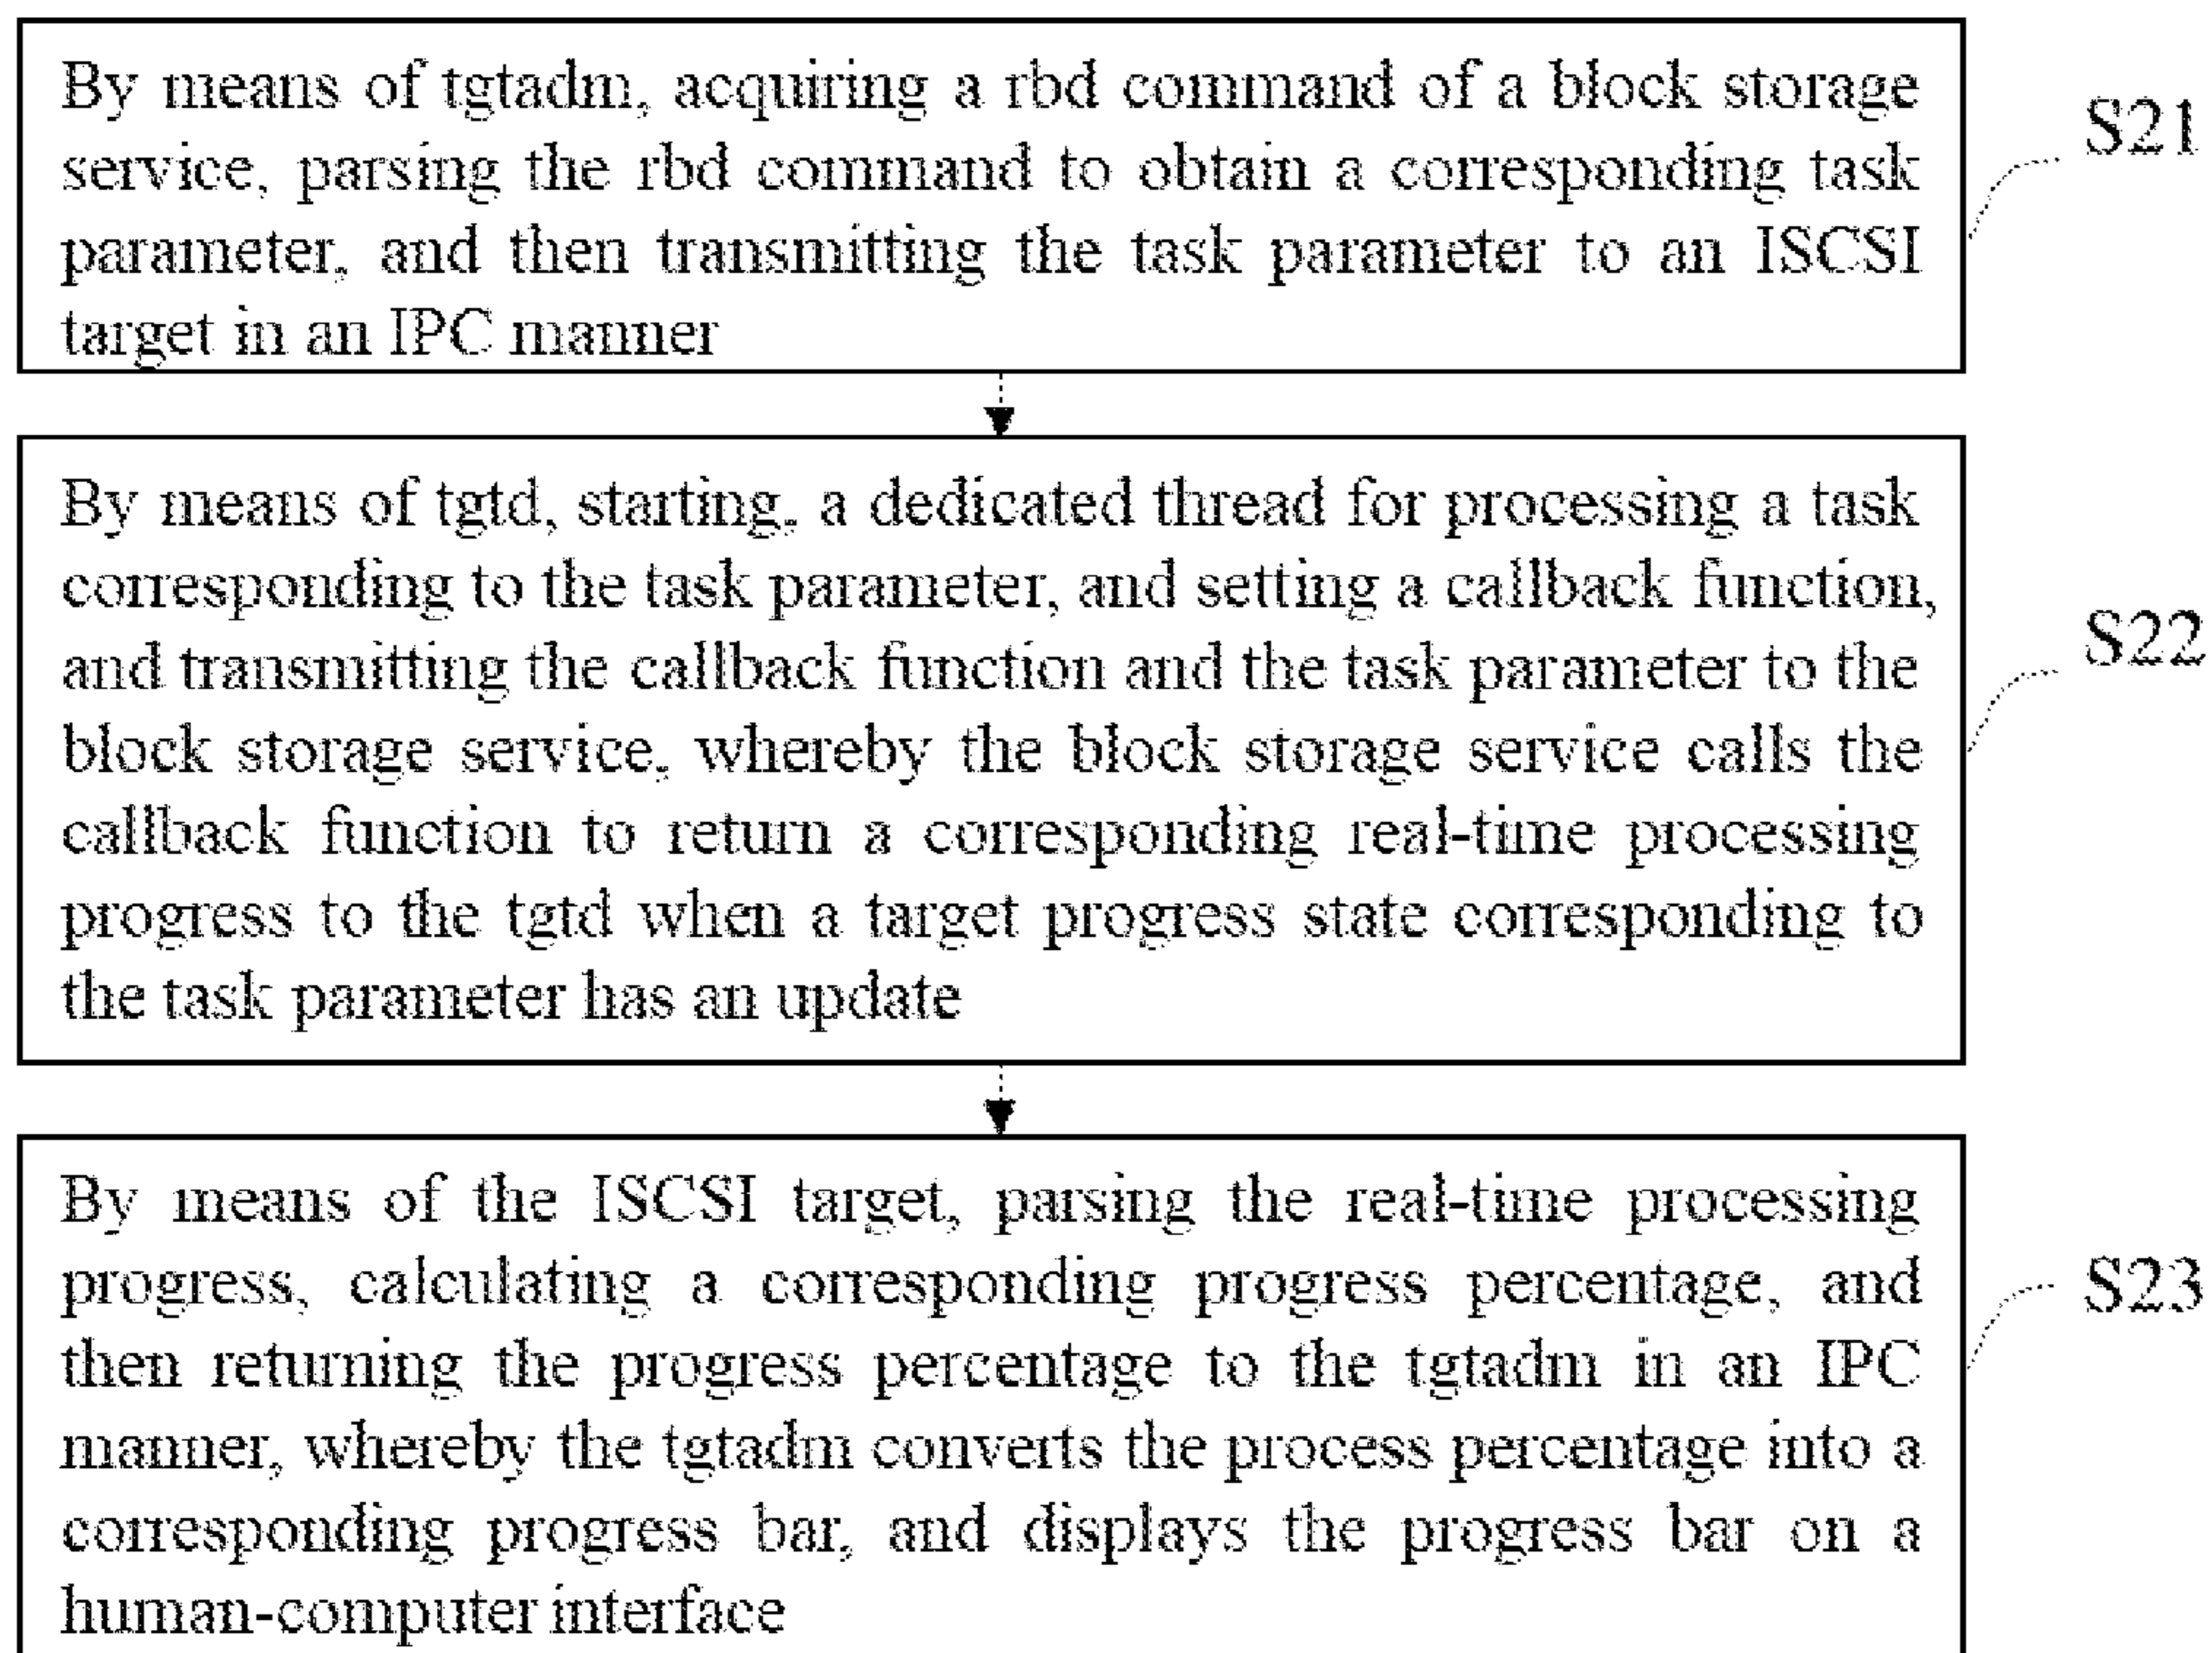 By means of tgtadm, acquiring a rbd command of a block storage
service, parsing the rbd command to obtain a corresponding task
parameter, and then transmitting the task parameter to an ISCSI
target in an IPC manner
S21
By means of tgtd, starting, a dedicated thread for processing a task
corresponding to the task parameter, and setting a callback function,
and transmitting the callback function and the task parameter to the
block storage service, whereby the block storage service calls the
callback function to return a corresponding real-time processing
progress to the tgtd when a target progress state corresponding to
the task parameter has an update
S22
By means of the ISCSI target, parsing the real-time processing
progress, calculating a corresponding progress percentage, and
then returning the progress percentage to the tgtadm in an IPC
manner, whereby the tgtadm converts the process percentage into a
corresponding progress bar, and displays the progress bar on a
human-computer interface
S23